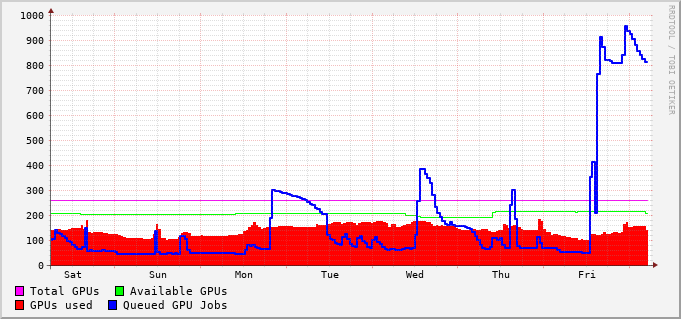 1000
900
800
700
600
500
400
300
200
100
0
Sat Sun Mon Tue Wed Thu Fri
Total GPUs Available GPUs
GPUs used Queued GPU Jobs
RRDTOOL / TOBI OETIKER